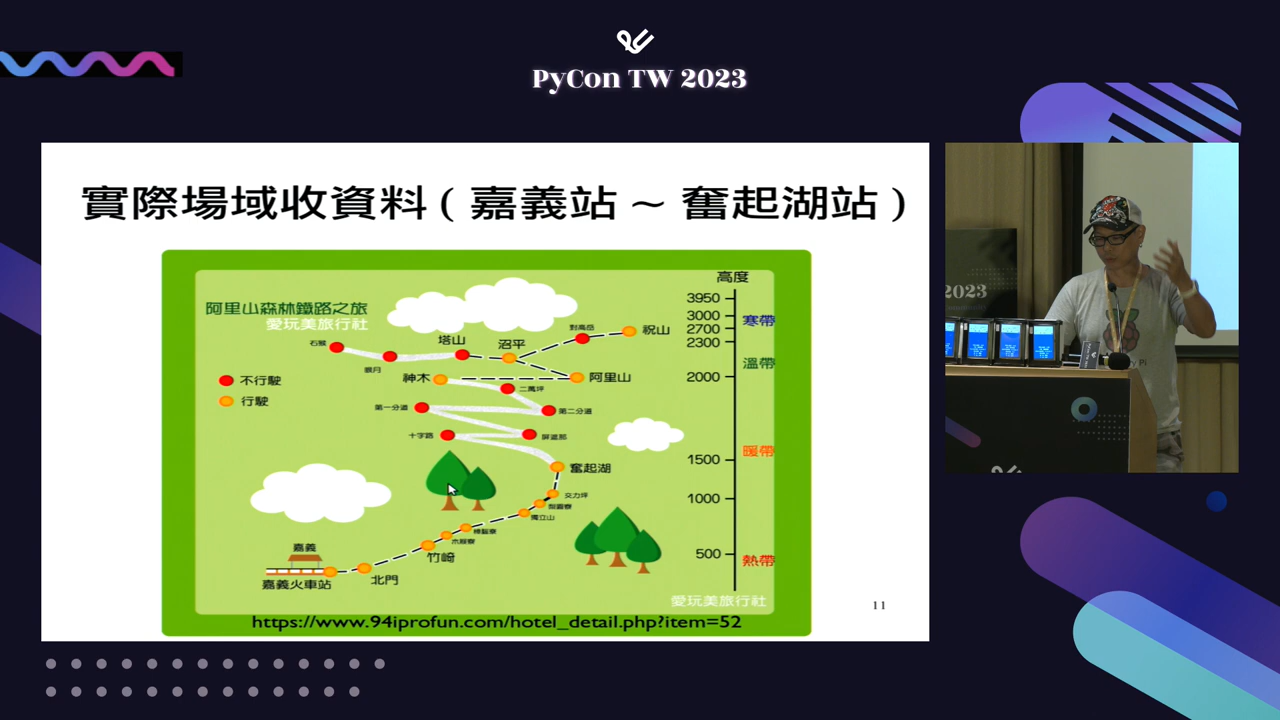 PyCon TW 2023
實際場域收資料 ( 嘉義站 ~ 奮起湖站 )
高度
阿里山森林鐵路之旅
愛玩美旅行社
3950
3000
寒帶
2700
2300
對高岳
祝山
石猴
眠月
塔山
沼平
溫帶
不行駛
行駛
神木
阿里山
2000
二萬坪
第一分道
第二分道
十字路
屏遮那
暖帶
1500
奮起湖
交力坪
1000
獨立山
樟腦寮
木屐寮
竹崎
500
熱帶
嘉義
嘉義火車站
北門
愛玩美旅行社
11
https://www.94iprofun.com/hotel_detail.php?item=52
2023